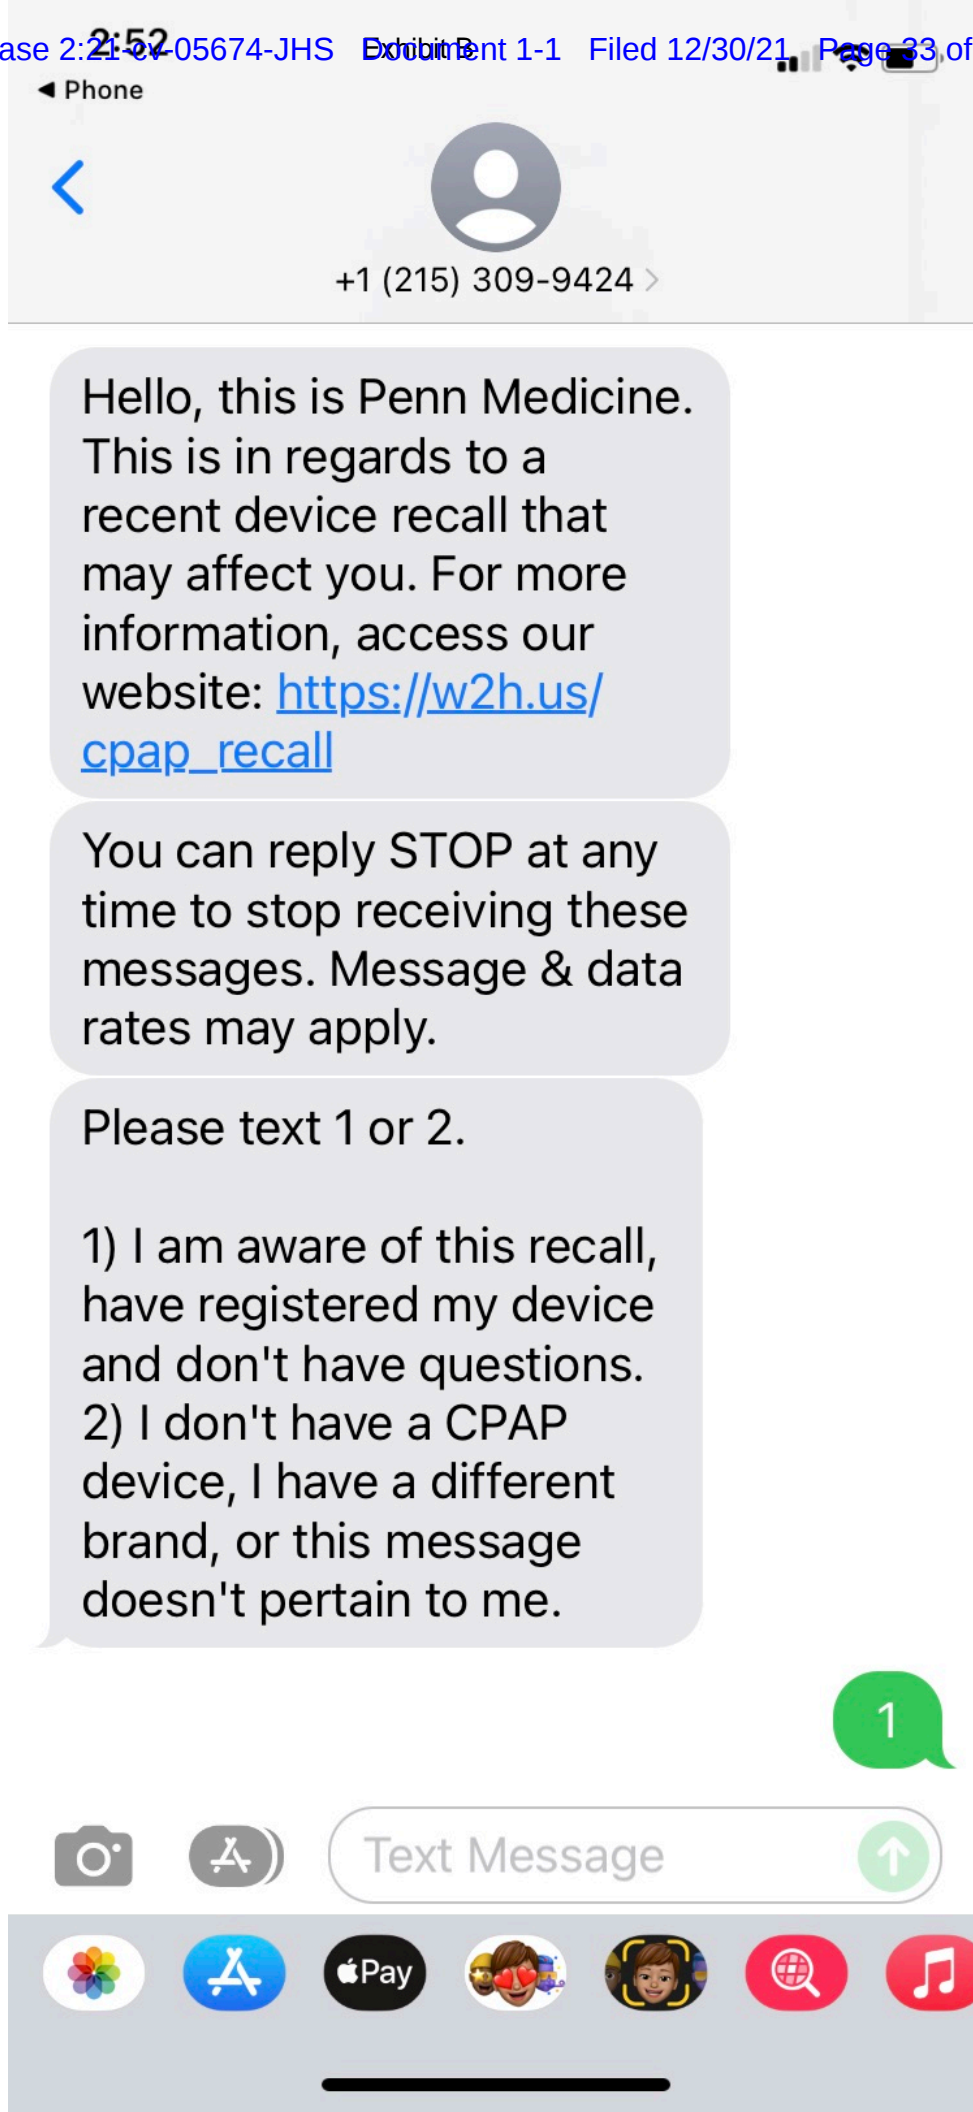 2:52
Exhibit B
ase 2:21-cv-05674-JHS Document 1-1 Filed 12/30/21 Page 33 of
Phone
+1 (215) 309-9424
Hello, this is Penn Medicine.
This is in regards to a
recent device recall that
may affect you. For more
information, access our
website: https://w2h.us/
cpap_recall
You can reply STOP at any
time to stop receiving these
messages. Message & data
rates may apply.
Please text 1 or 2.
1) I am aware of this recall,
have registered my device
and don't have questions.
2) I don't have a CPAP
device, I have a different
brand, or this message
doesn't pertain to me.
1
Text Message
Pay